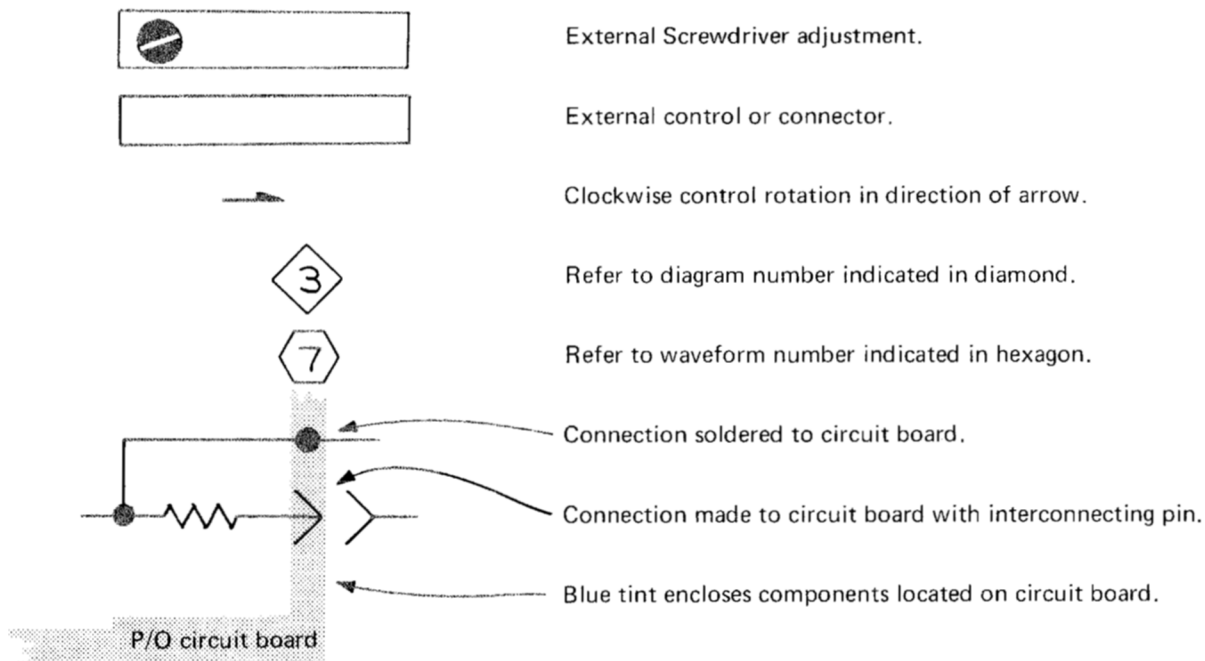 External Screwdriver adjustment.
External control or connector.
Clockwise control rotation in direction of arrow.
3
Refer to diagram number indicated in diamond.
7
Refer to waveform number indicated in hexagon.
Connection soldered to circuit board.
Connection made to circuit board with interconnecting pin.
Blue tint encloses components located on circuit board.
P/O circuit board